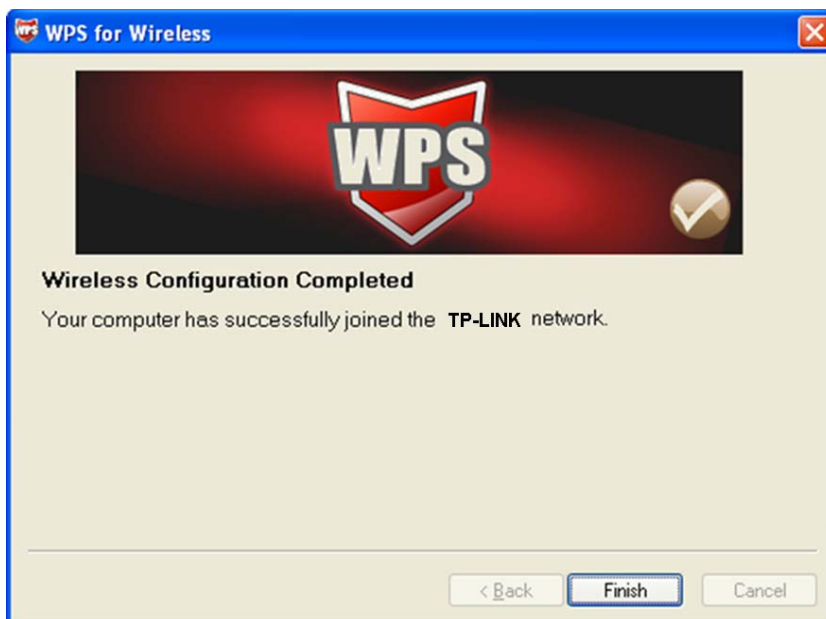 WPS for Wireless
WPS
Wireless Configuration Completed
Your computer has successfully joined the TP-LINK network.
< Back
Finish
Cancel